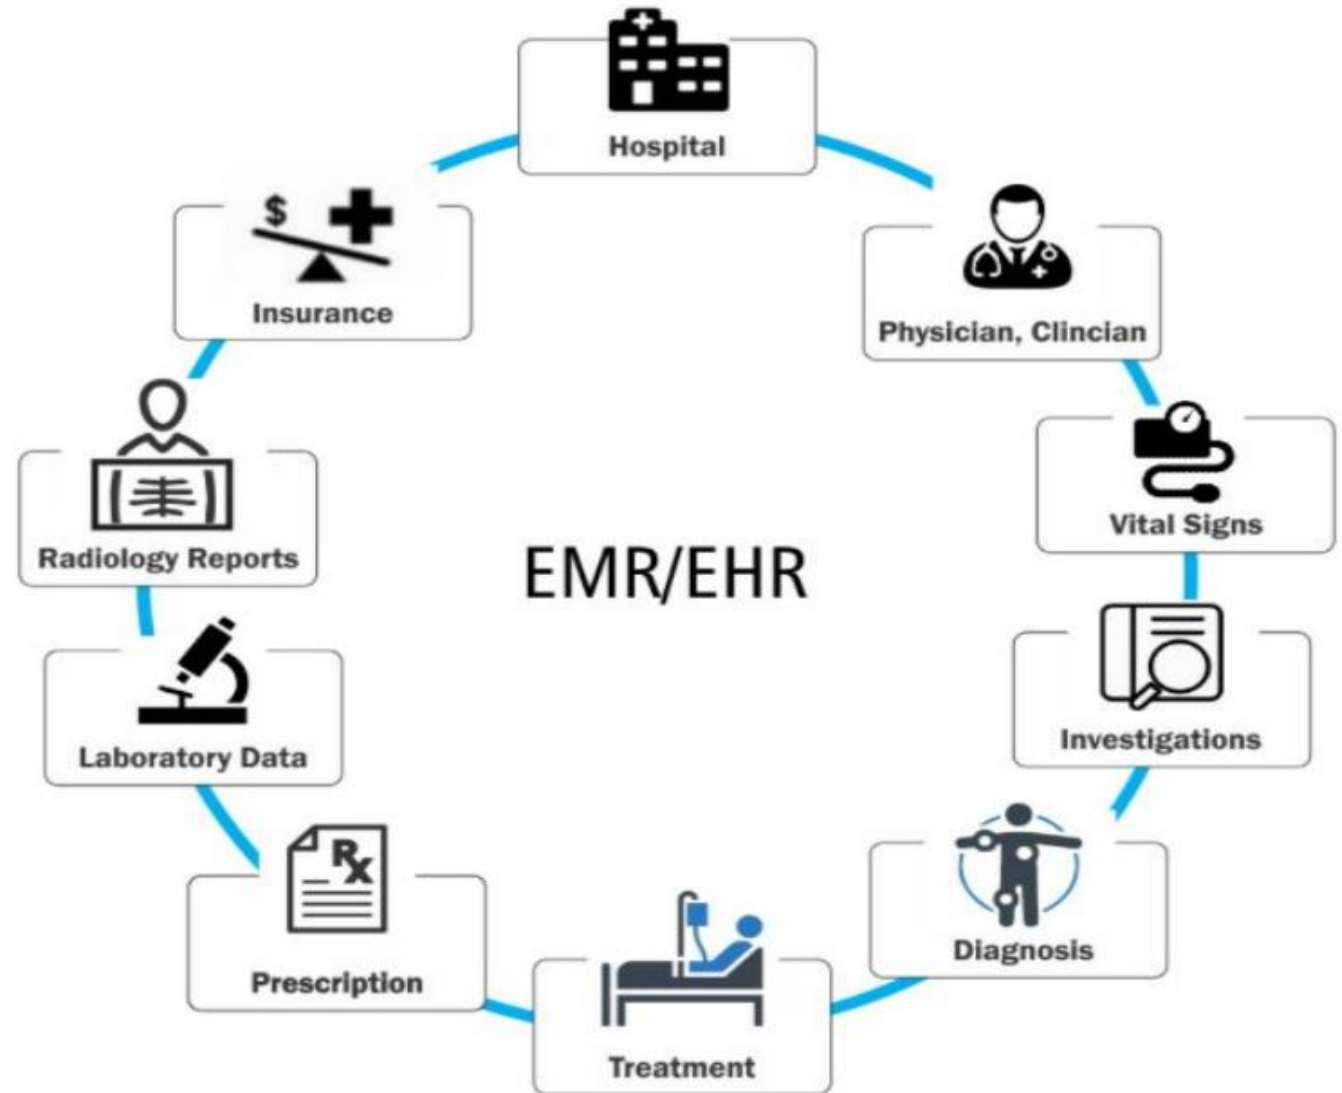 Hospital
$
Insurance
Physician, Clincian
Vital Signs
Radiology Reports
EMR/EHR
Investigations
Laboratory Data
Rx
Diagnosis
Prescription
Treatment